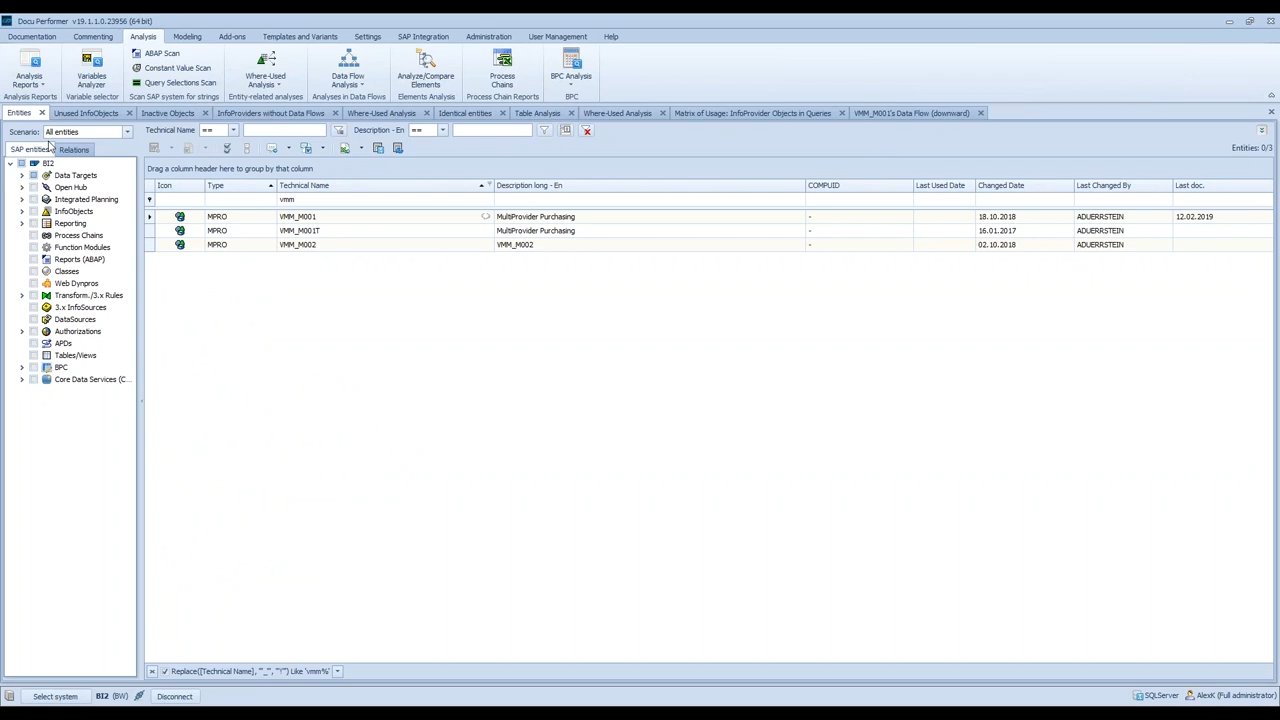 Docu Performer v19.1.1.0.23956 (64 bit)
Documentation Commenting Analysis Modeling Add-ons Templates and Variants Settings SAP Integration Administration User Management Help
Analysis Reports
Variables Analyzer
ABAP Scan
Constant Value Scan
Query Selections Scan
Where-Used Analysis
Data Flow Analysis
Analyze/Compare Elements
Process Chains
BPC Analysis
Analysis Reports Variable selector Scan SAP system for strings Entity-related analyses Analyses in Data Flows Elements Analysis Process Chain Reports BPC
Entities Unused InfoObjects Inactive Objects InfoProviders without Data Flows Where-Used Analysis Identical entities Table Analysis Where-Used Analysis Matrix of Usage: InfoProvider Objects in Queries VMM_M001's Data Flow (downward)
Scenario: All entities Technical Name == Description - En ==
SAP entities Relations Entities: 0/3
BI2
Data Targets
Open Hub
Integrated Planning
InfoObjects
Reporting
Process Chains
Function Modules
Reports (ABAP)
Classes
Web Dynpros
Transform./3.x Rules
3.x InfoSources
DataSources
Authorizations
APDs
Tables/Views
BPC
Core Data Services (C...
Drag a column header here to group by that column
Icon Type Technical Name Description long - En COMPUID Last Used Date Changed Date Last Changed By Last doc.
vmm
MPRO VMM_M001 MultiProvider Purchasing - 18.10.2018 ADUERRSTEIN 12.02.2019
MPRO VMM_M001T MultiProvider Purchasing - 16.01.2017 ADUERRSTEIN
MPRO VMM_M002 VMM_M002 - 02.10.2018 ADUERRSTEIN
Select system BI2 (BW) Disconnect SQLServer AlexK (Full administrator)